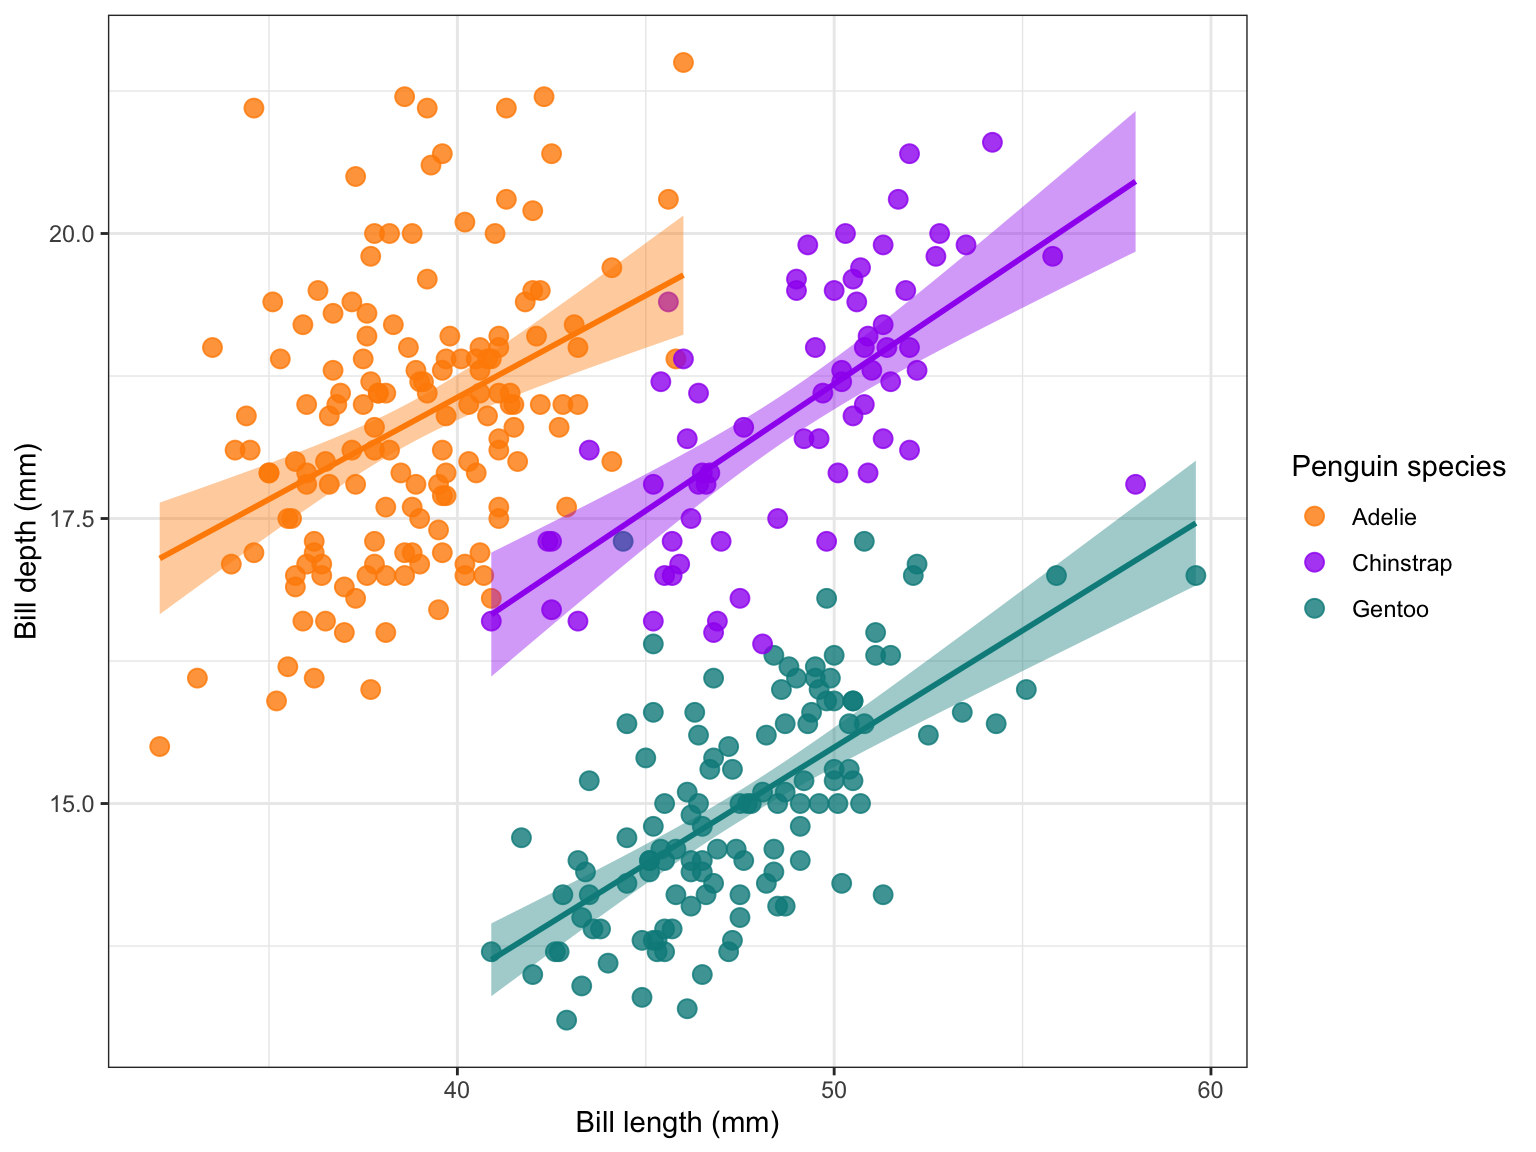 20.0
17.5
15.0
Bill depth (mm)
40
50
60
Bill length (mm)
Penguin species
Adelie
Chinstrap
Gentoo